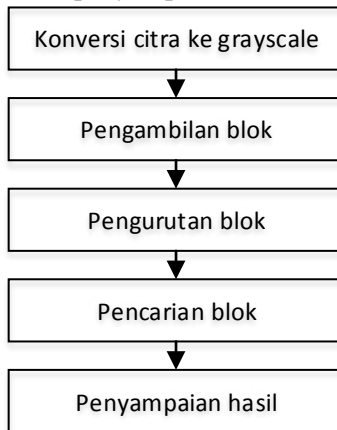 Konversi citra ke grayscale
Pengambilan blok
Pengurutan blok
Pencarian blok
Penyampaian hasil